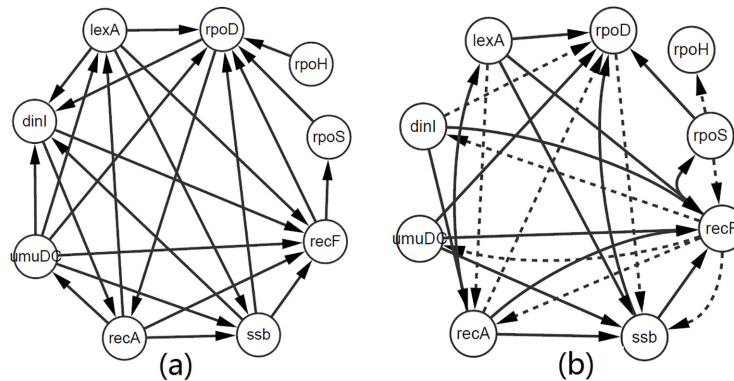 lexA
rpoD
rpoH
dinI
rpoS
umuDC
recF
recA
ssb
(a)
lexA
rpoD
rpoH
dinI
rpoS
umuDC
recF
recA
ssb
(b)